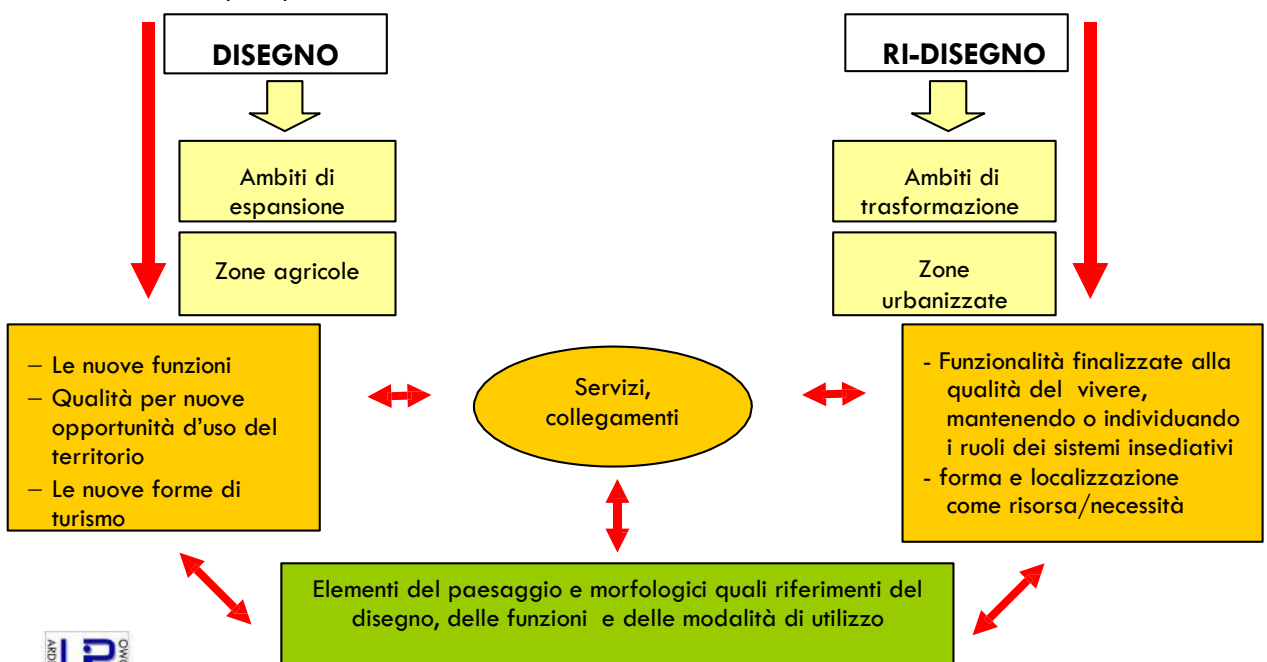 DISEGNO
RI-DISEGNO
Ambiti di
espansione
Ambiti di
trasformazione
Zone agricole
Zone
urbanizzate
– Le nuove funzioni
– Qualità per nuove
opportunità d'uso del
territorio
– Le nuove forme di
turismo
Servizi,
collegamenti
- Funzionalità finalizzate alla
qualità del vivere,
mantenendo o individuando
i ruoli dei sistemi insediativi
- forma e localizzazione
come risorsa/necessità
Elementi del paesaggio e morfologici quali riferimenti del
disegno, delle funzioni e delle modalità di utilizzo